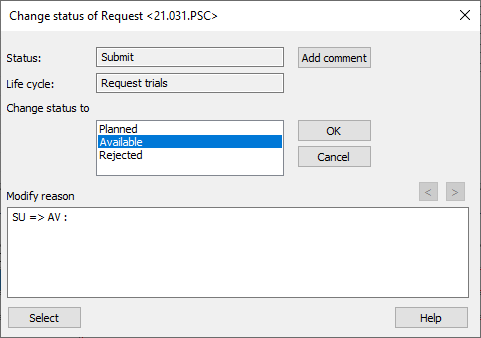 Change status of Request <21.031.PSC>
Status: Submit Add comment
Life cycle: Request trials
Change status to
Planned OK
Available
Rejected Cancel
< >
Modify reason
SU => AV :
Select Help